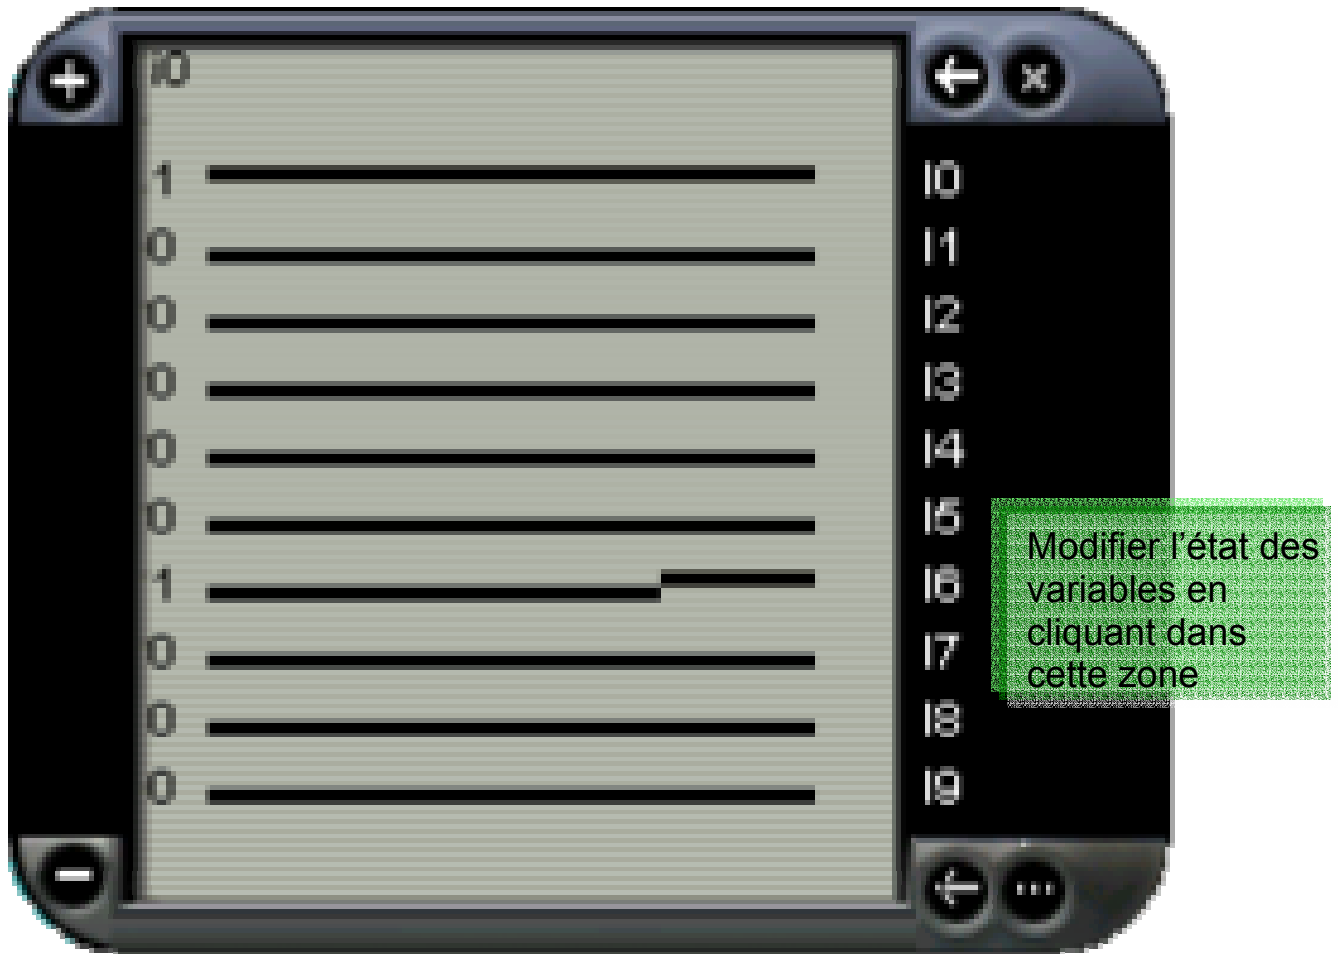 i0
1 I0
0 I1
0 I2
0 I3
0 I4
0 I5
1 I6
0 I7
0 I8
0 I9
Modifier l'état des
variables en
cliquant dans
cette zone